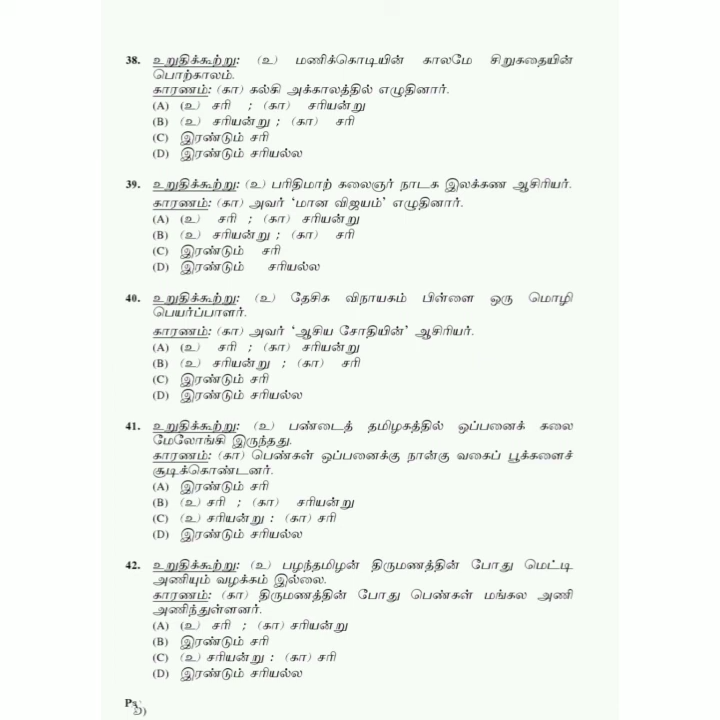 38. உறுதிக்கூற்று: (உ) மணிக்கொடியின் காலமே சிறுகதையின்
பொற்காலம்.
காரணம்: (கா) கல்கி அக்காலத்தில் எழுதினார்.
(A) (உ) சரி ; (கா) சரியன்று
(B) (உ) சரியன்று ; (கா) சரி
(C) இரண்டும் சரி
(D) இரண்டும் சரியல்ல
39. உறுதிக்கூற்று: (உ) பரிதிமாற் கலைஞர் நாடக இலக்கண ஆசிரியர்.
காரணம்: (கா) அவர் ‘மான விஜயம்’ எழுதினார்.
(A) (உ) சரி ; (கா) சரியன்று
(B) (உ) சரியன்று ; (கா) சரி
(C) இரண்டும் சரி
(D) இரண்டும் சரியல்ல
40. உறுதிக்கூற்று: (உ) தேசிக விநாயகம் பிள்ளை ஒரு மொழி
பெயர்ப்பாளர்.
காரணம்: (கா) அவர் ‘ஆசிய சோதியின்’ ஆசிரியர்.
(A) (உ) சரி ; (கா) சரியன்று
(B) (உ) சரியன்று ; (கா) சரி
(C) இரண்டும் சரி
(D) இரண்டும் சரியல்ல
41. உறுதிக்கூற்று: (உ) பண்டைத் தமிழகத்தில் ஒப்பனைக் கலை
மேலோங்கி இருந்தது.
காரணம்: (கா) பெண்கள் ஒப்பனைக்கு நான்கு வகைப் பூக்களைச்
சூடிக்கொண்டனர்.
(A) இரண்டும் சரி
(B) (உ) சரி ; (கா) சரியன்று
(C) (உ) சரியன்று : (கா) சரி
(D) இரண்டும் சரியல்ல
42. உறுதிக்கூற்று: (உ) பழந்தமிழன் திருமணத்தின் போது மெட்டி
அணியும் வழக்கம் இல்லை.
காரணம்: (கா) திருமணத்தின் போது பெண்கள் மங்கல அணி
அணிந்துள்ளனர்.
(A) (உ) சரி ; (கா) சரியன்று
(B) இரண்டும் சரி
(C) (உ) சரியன்று : (கா) சரி
(D) இரண்டும் சரியல்ல